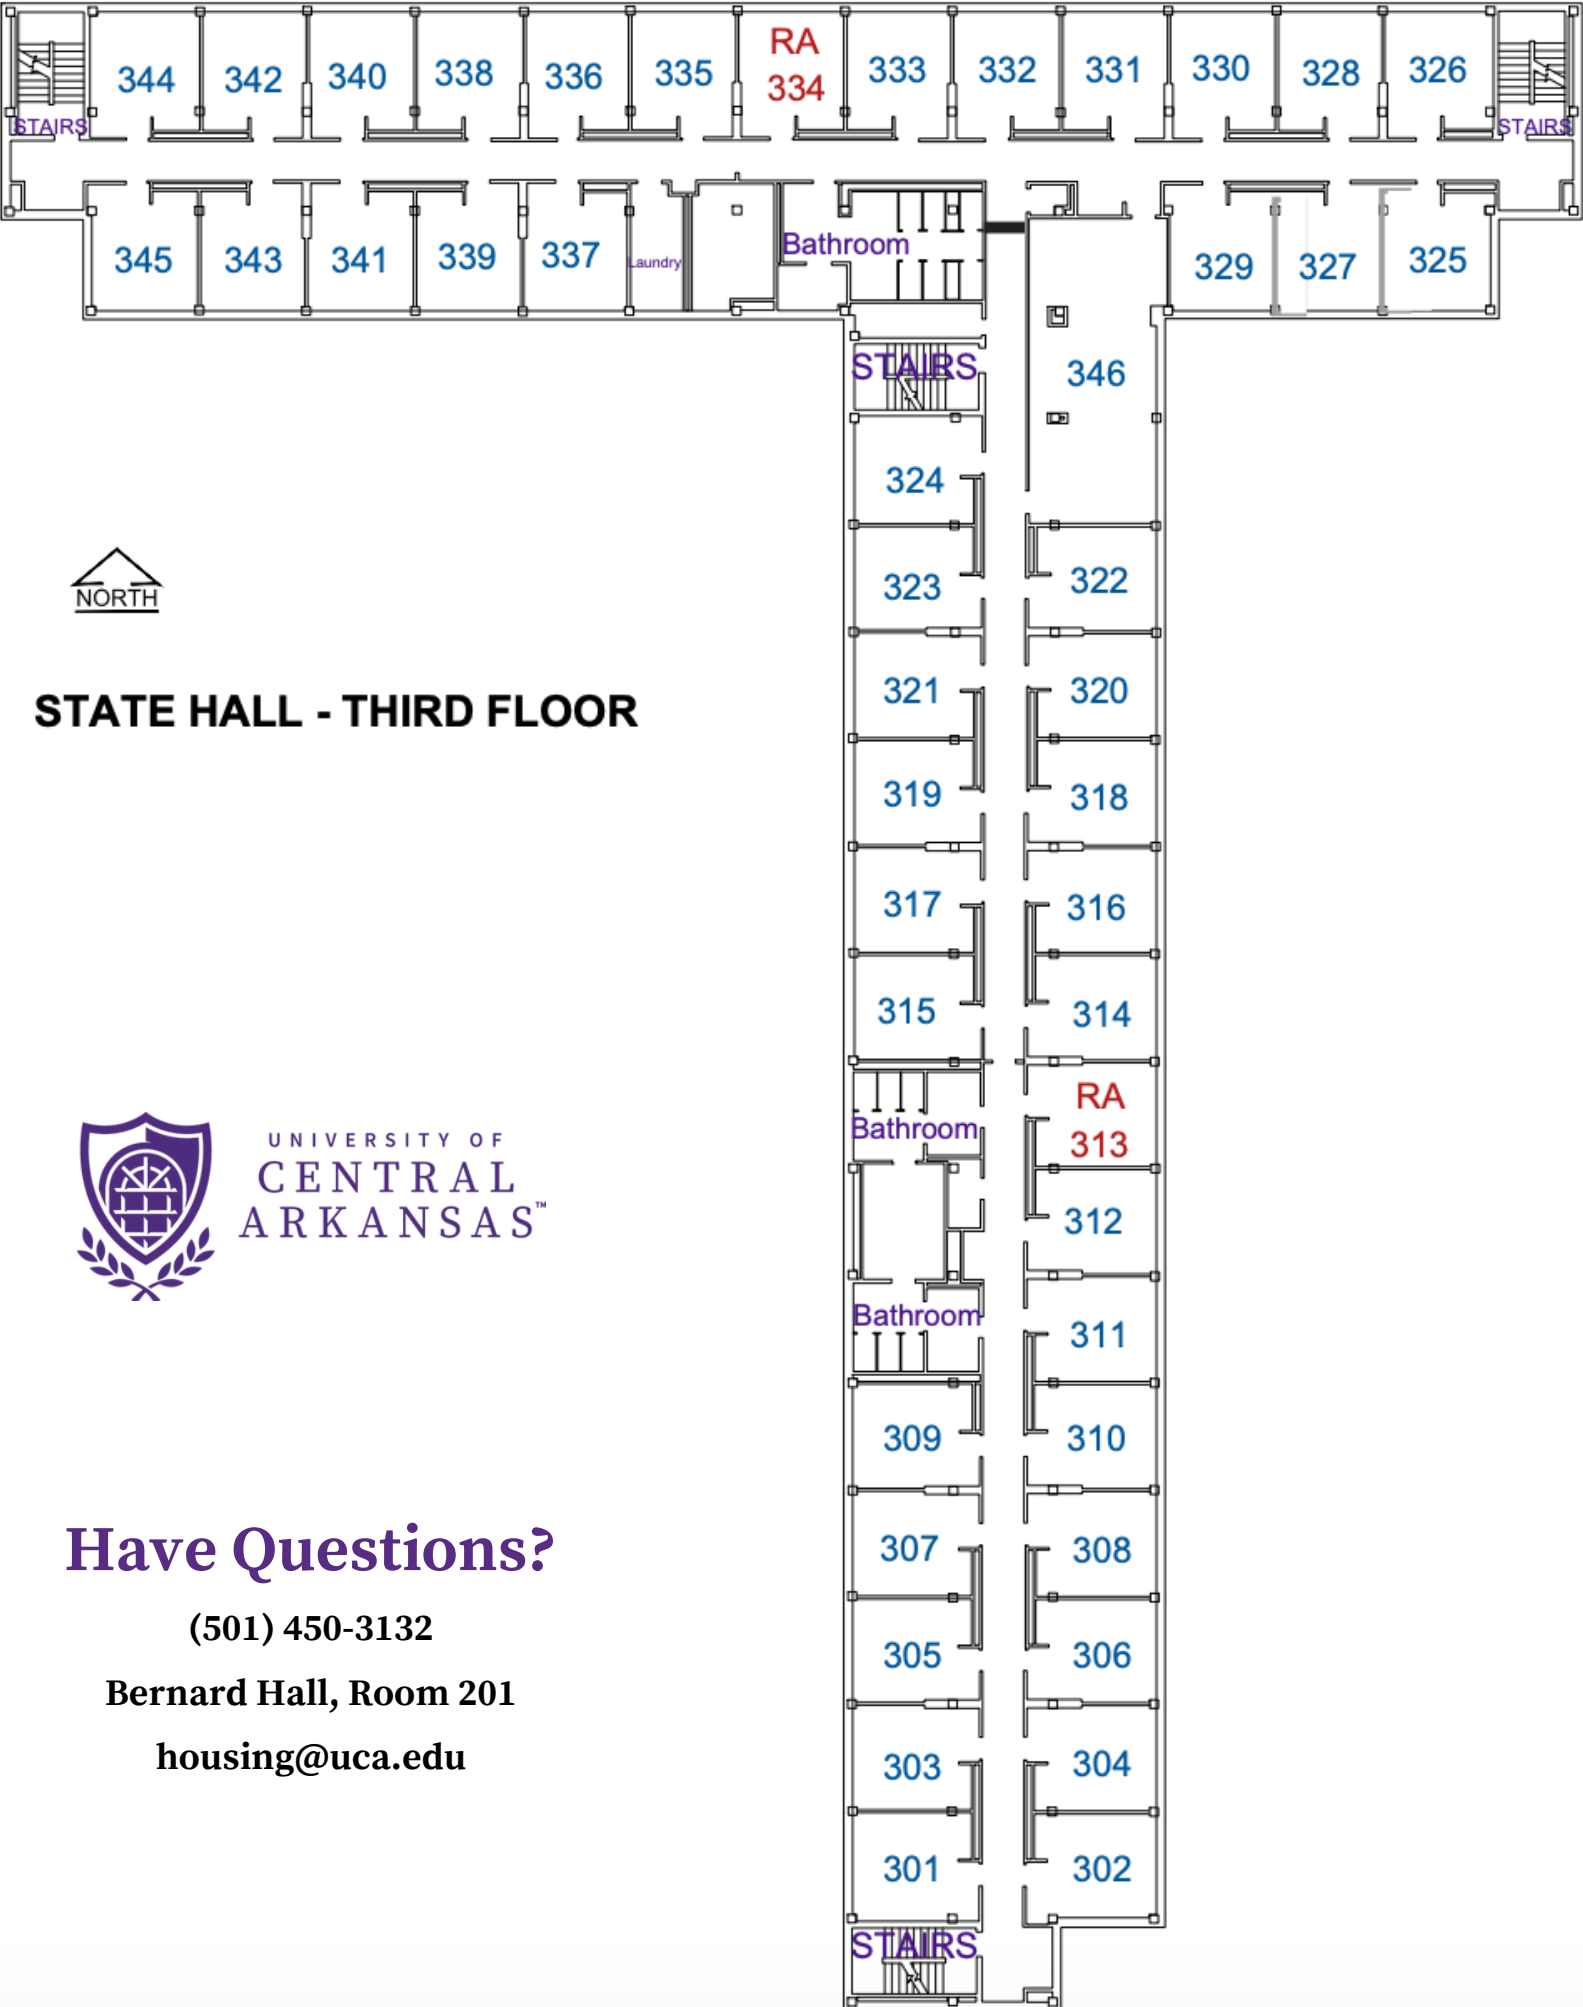 RA
344 342 340 338 336 335 334 333 332 331 330 328 326
STAIRS STAIRS
345 343 341 339 337 Laundry Bathroom 329 327 325
STAIRS 346
324
323 322
NORTH
321 320
STATE HALL - THIRD FLOOR
319 318
317 316
315 314
RA
Bathroom 313
UNIVERSITY OF
CENTRAL
ARKANSAS™
312
Bathroom 311
309 310
307 308
Have Questions?
(501) 450-3132
305 306
Bernard Hall, Room 201
housing@uca.edu
303 304
301 302
STAIRS